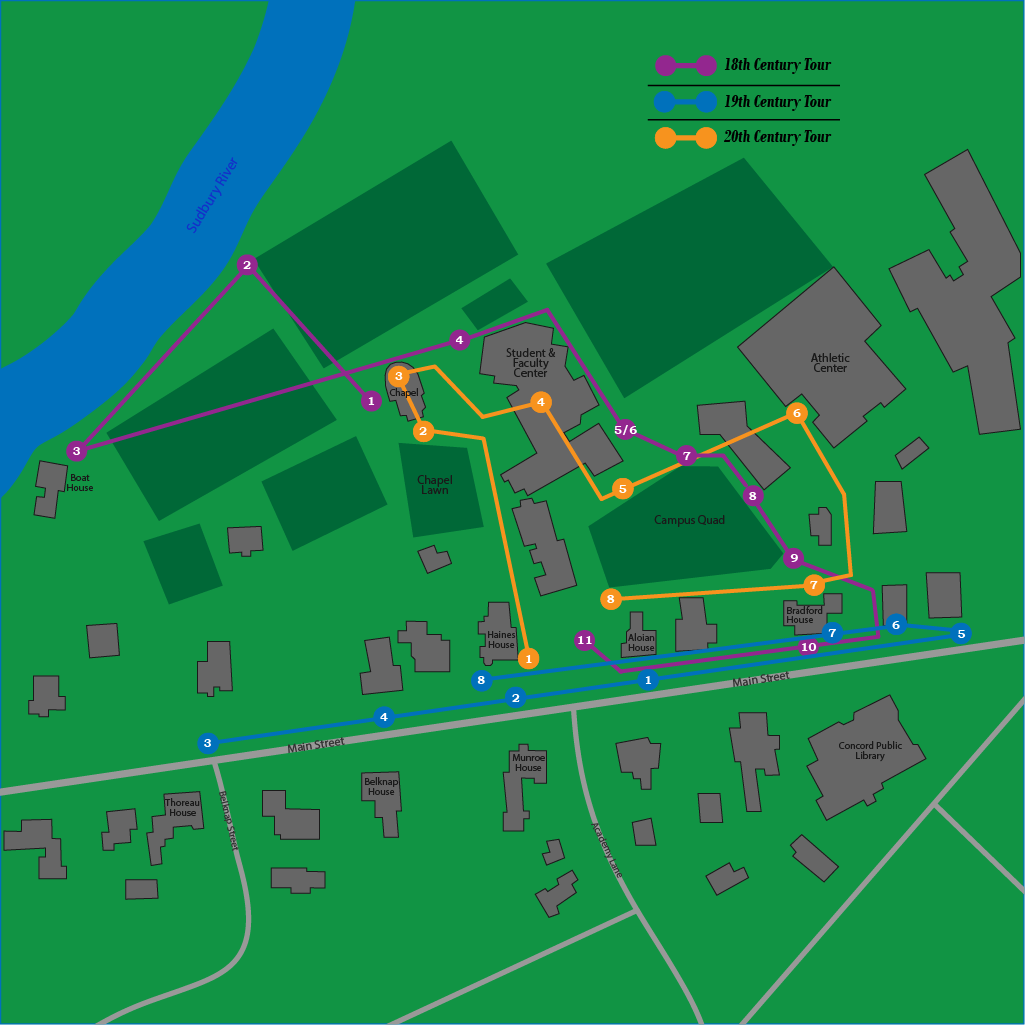 18th Century Tour
19th Century Tour
20th Century Tour
Sudbury River
2
4
1
3
Boat
House
Student &
Faculty
Center
3
Chapel
4
2
Chapel
Lawn
Athletic
Center
6
5/6
7
5
8
Campus Quad
9
7
8
Bradford
House
7
6
5
11
10
Aloian
House
Haines
House
1
8
2
1
4
3
Main Street
Main Street
Munroe
House
Belknap
House
Thoreau
House
Belknap Street
Academy Lane
Concord Public
Library